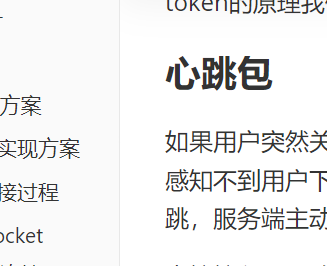 token的原理我
方案
实现方案
接过程
ocket
心跳包
如果用户突然关
感知不到用户下
跳，服务端主动